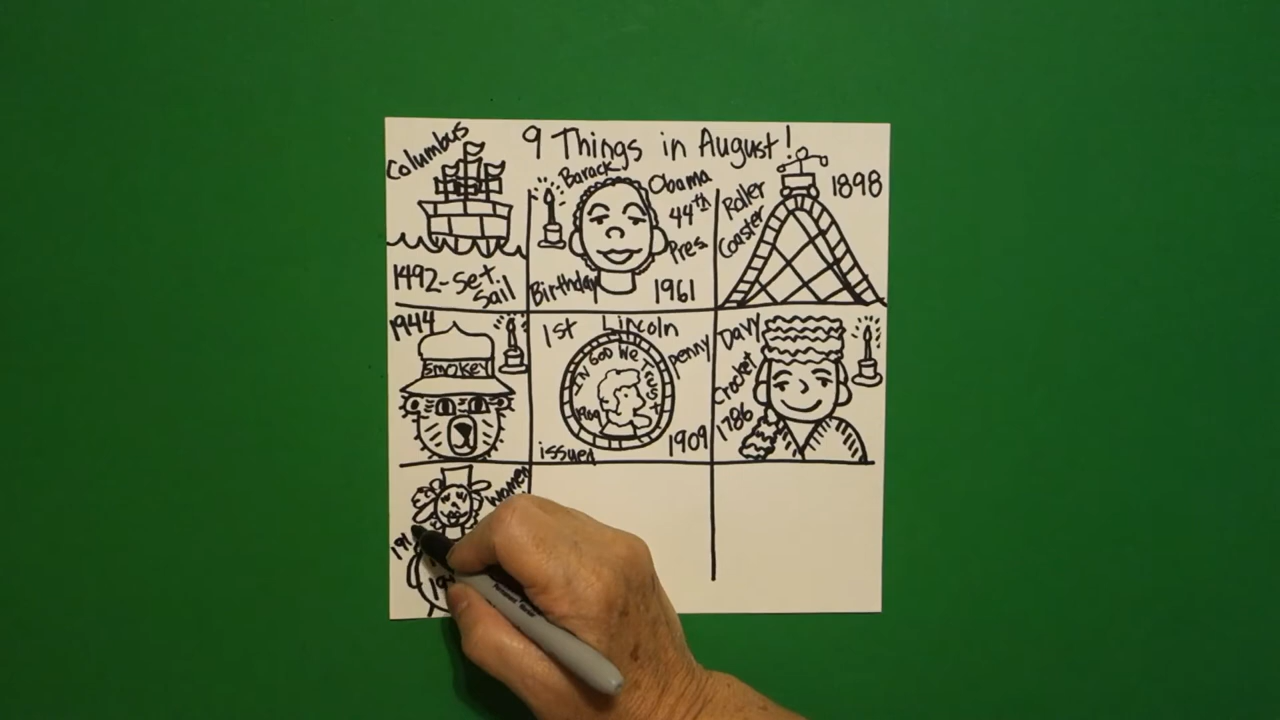 9 Things in August!
Columbus
1492-Set
Sail
Barack
Obama
44th
Pres.
Birthday
1961
Roller
Coaster
1898
1944
SMOKEY
1st Lincoln
penny
IN GOD WE TRUST
1909
issued
1909
Davy
Crocket
1786
Women